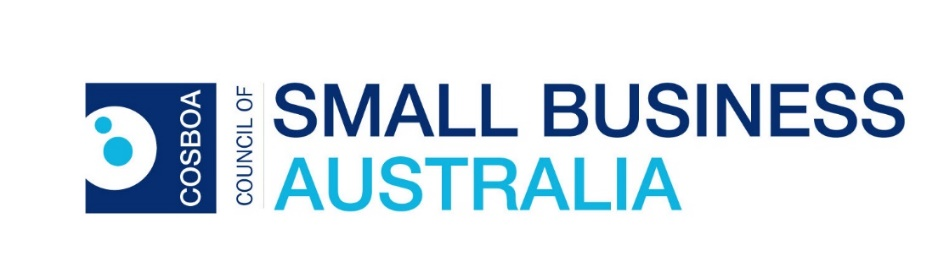 COSBOA
COUNCIL OF
SMALL BUSINESS
AUSTRALIA